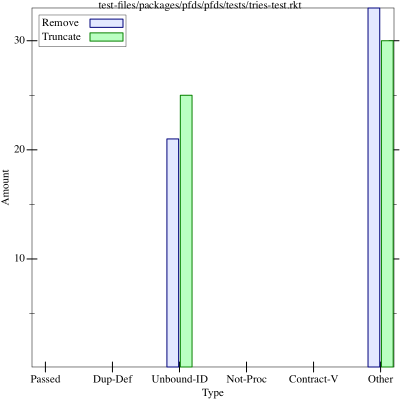 test-files/packages/pfds/pfds/tests/tries-test.rkt
Remove
Truncate
30
20
10
Amount
Passed Dup-Def Unbound-ID Not-Proc Contract-V Other
Type